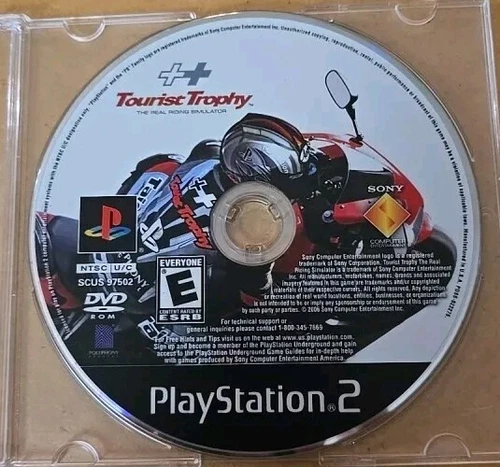 Tourist Trophy™
THE REAL RIDING SIMULATOR
NTSC U/C
SCUS 97502
DVD
ROM
POLYPHONY
EVERYONE
E
CONTENT RATED BY
ESRB
SONY
COMPUTER
ENTERTAINMENT
Sony Computer Entertainment logo is a registered
trademark of Sony Corporation. Tourist Trophy The Real
Riding Simulator is a trademark of Sony Computer Entertainment Inc.
All manufacturers, motorbikes, names, brands and associated
imagery featured in this game are trademarks and/or copyrighted
materials of their respective owners. All rights reserved. Any depiction
or recreation of real world locations, entities, businesses, or organizations
is not intended to be or imply any sponsorship or endorsement of this game
by such party or parties. © 2006 Sony Computer Entertainment Inc.
For technical support or
general inquiries please contact 1-800-345-7669
For Free Hints and Tips visit us on the web at www.us.playstation.com.
Sign up and become a member of the PlayStation Underground and gain
access to the PlayStation Underground Game Guides for in-depth help
with games produced by Sony Computer Entertainment America.
PlayStation®2